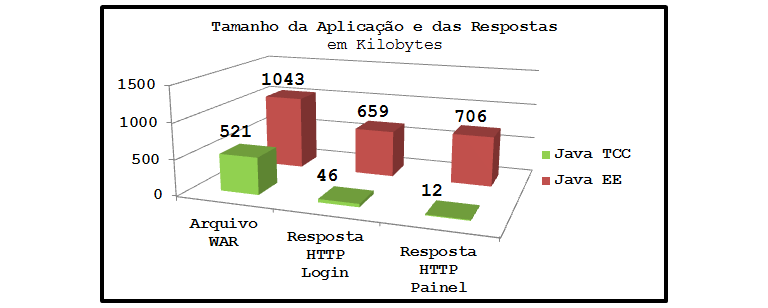 Tamanho da Aplicação e das Respostas
em Kilobytes
1500
1000
500
0
1043
659
706
521
46
12
Java TCC
Java EE
Arquivo
WAR
Resposta
HTTP
Login
Resposta
HTTP
Painel